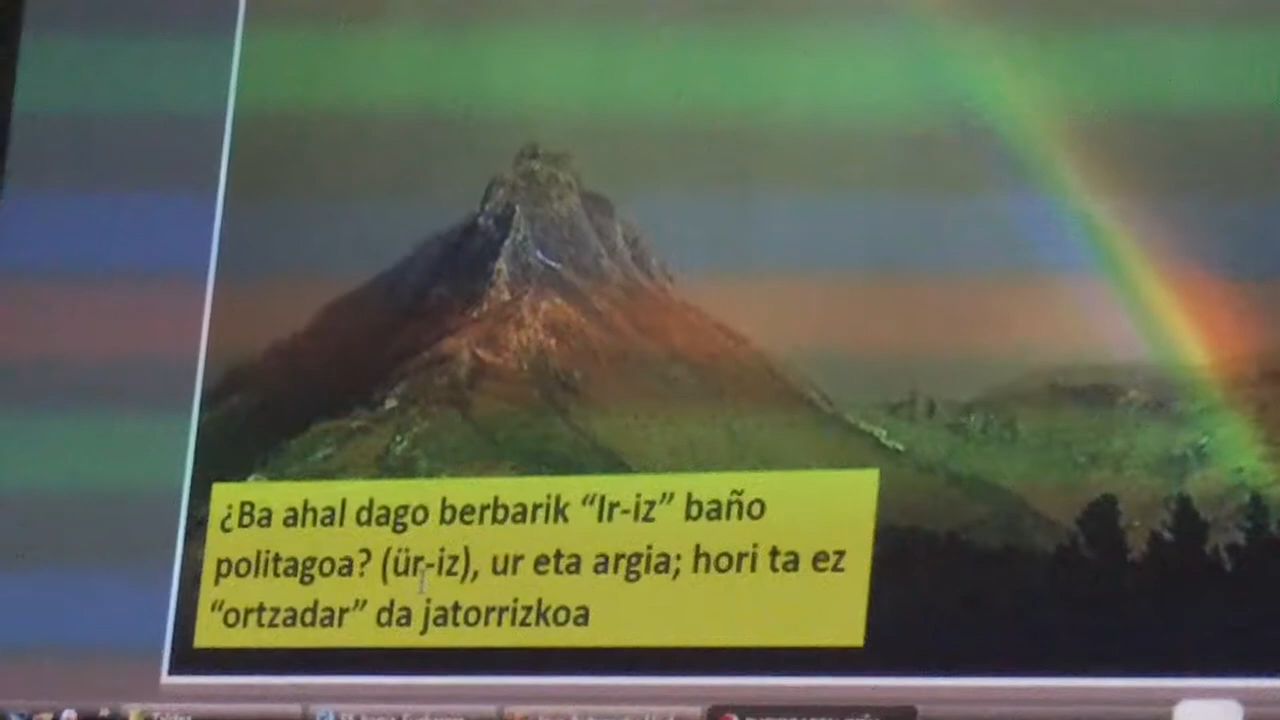 ¿Ba ahal dago berbarik “Ir-iz” baño
politagoa? (ür-iz), ur eta argia; hori ta ez
“ortzadar” da jatorrizkoa